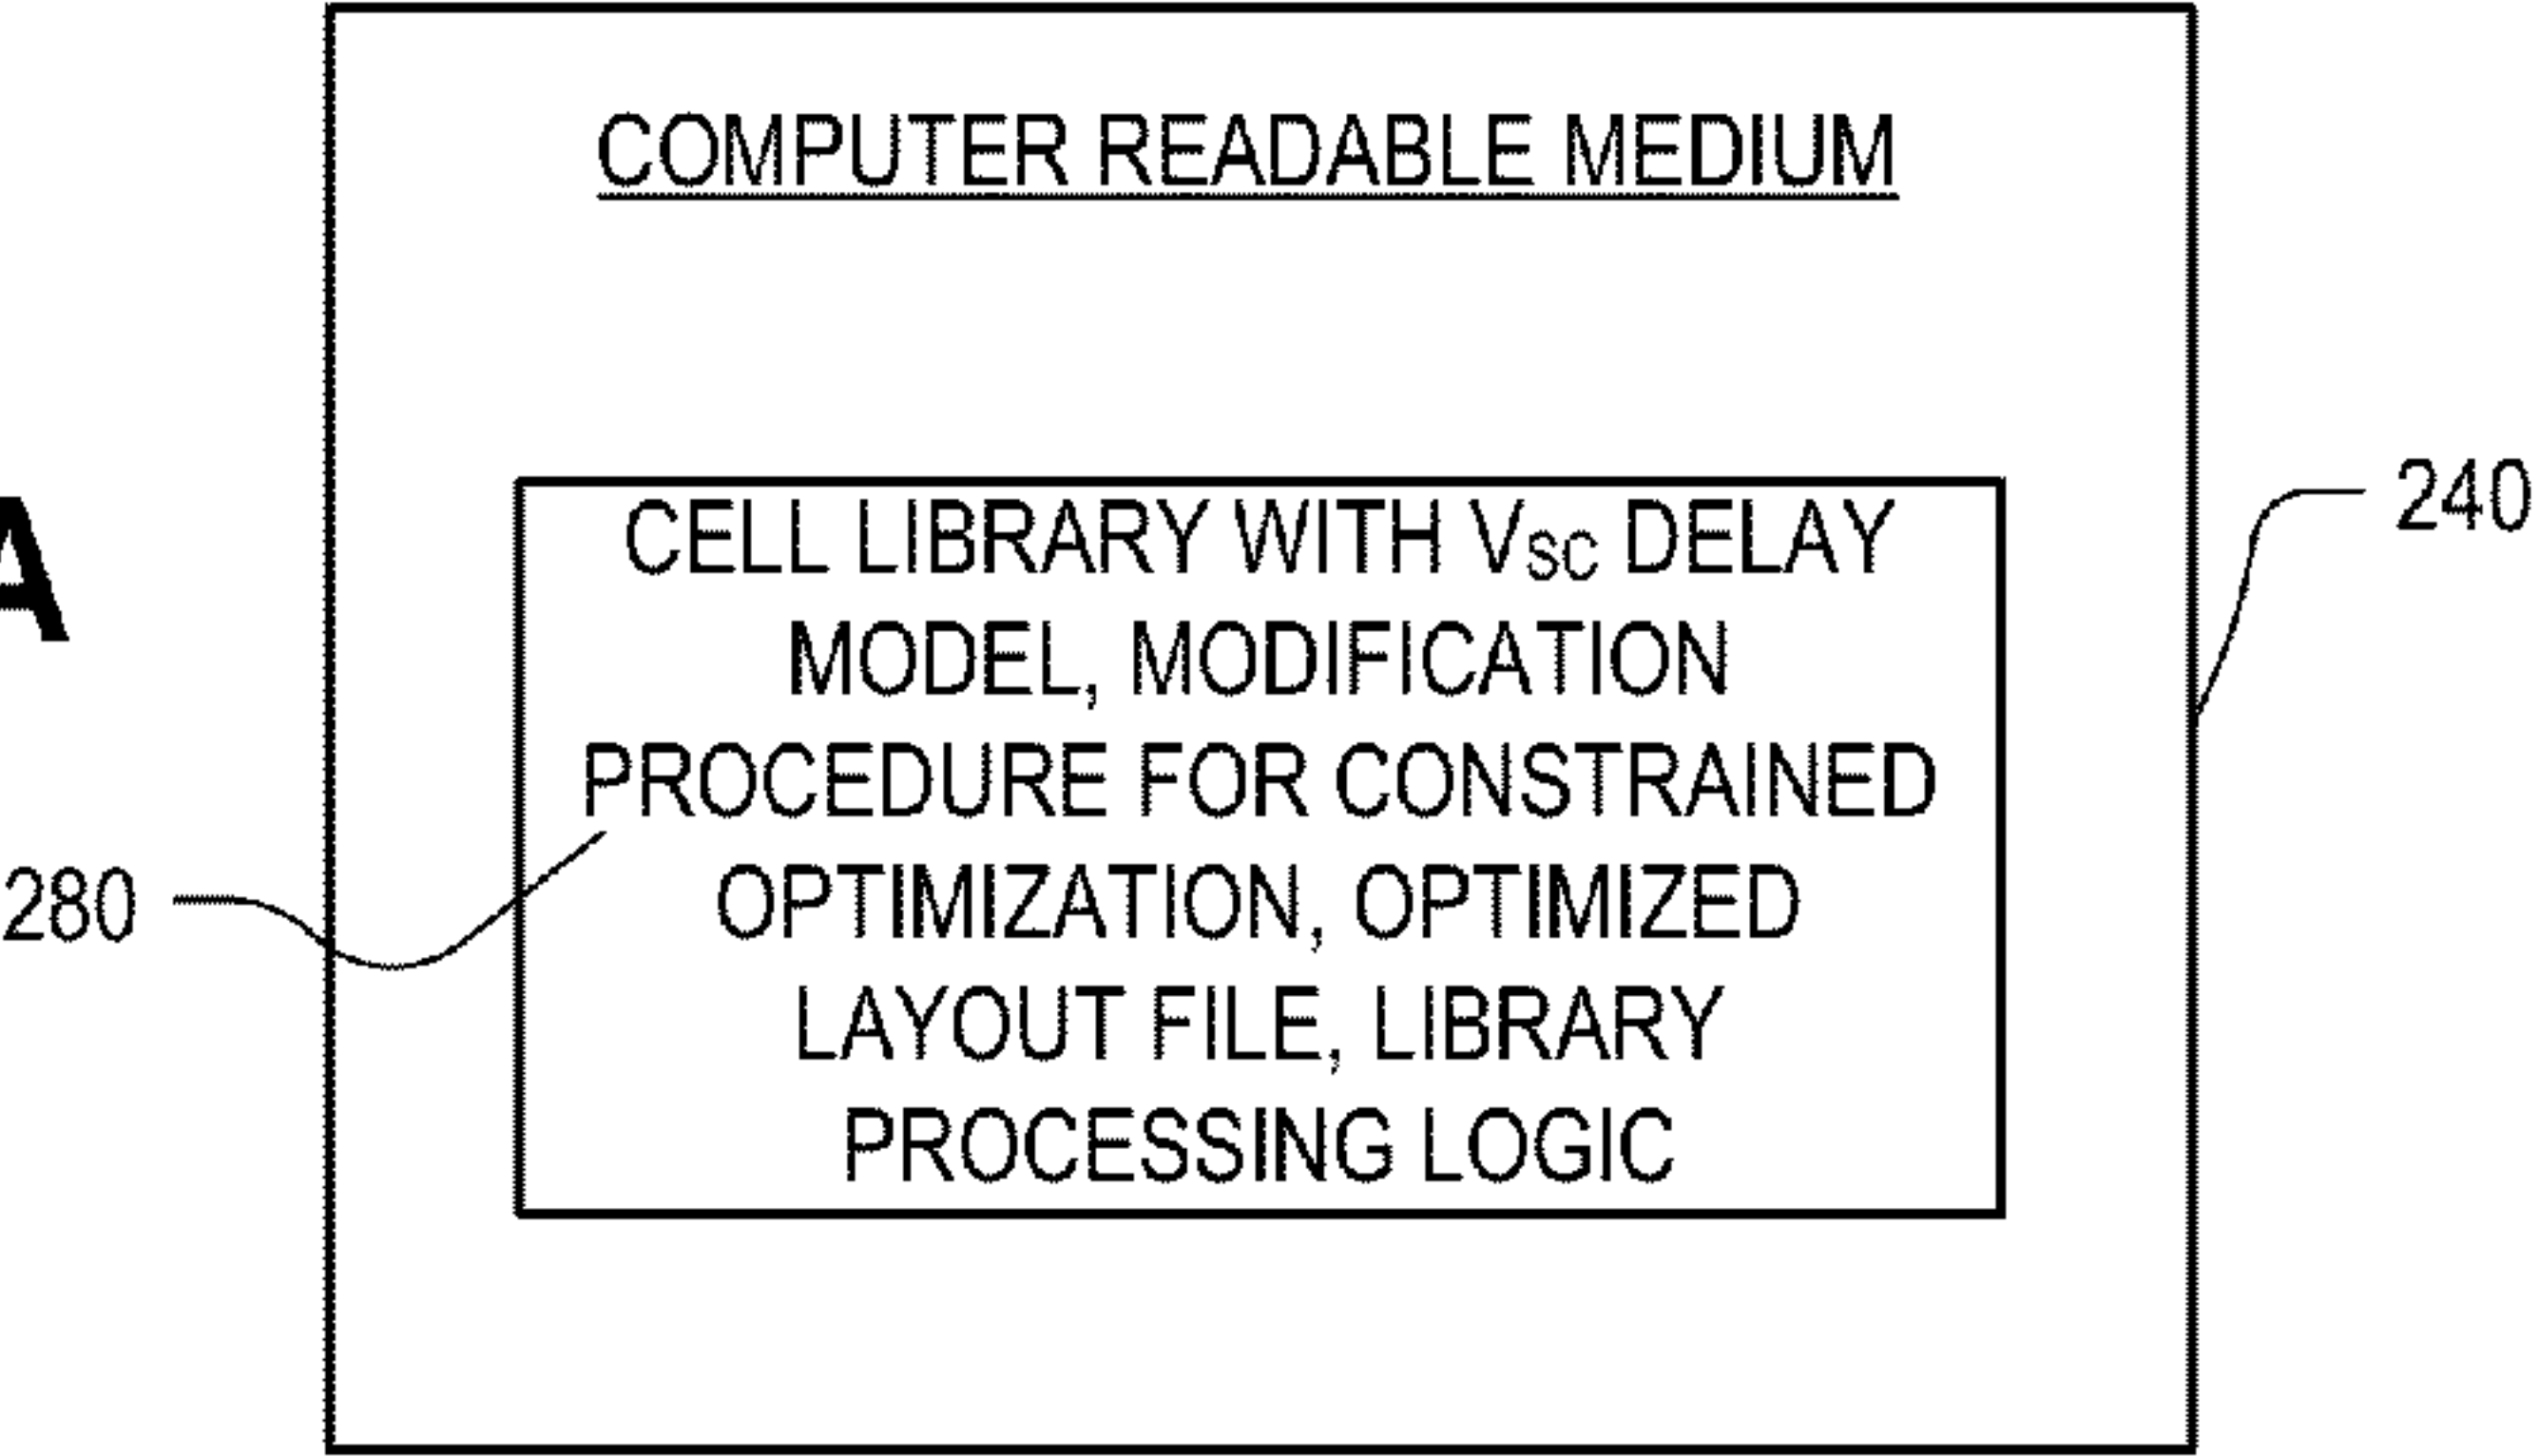 COMPUTER READABLE MEDIUM
A
240
CELL LIBRARY WITH VSC DELAY
MODEL, MODIFICATION
PROCEDURE FOR CONSTRAINED
OPTIMIZATION, OPTIMIZED
LAYOUT FILE, LIBRARY
PROCESSING LOGIC
280